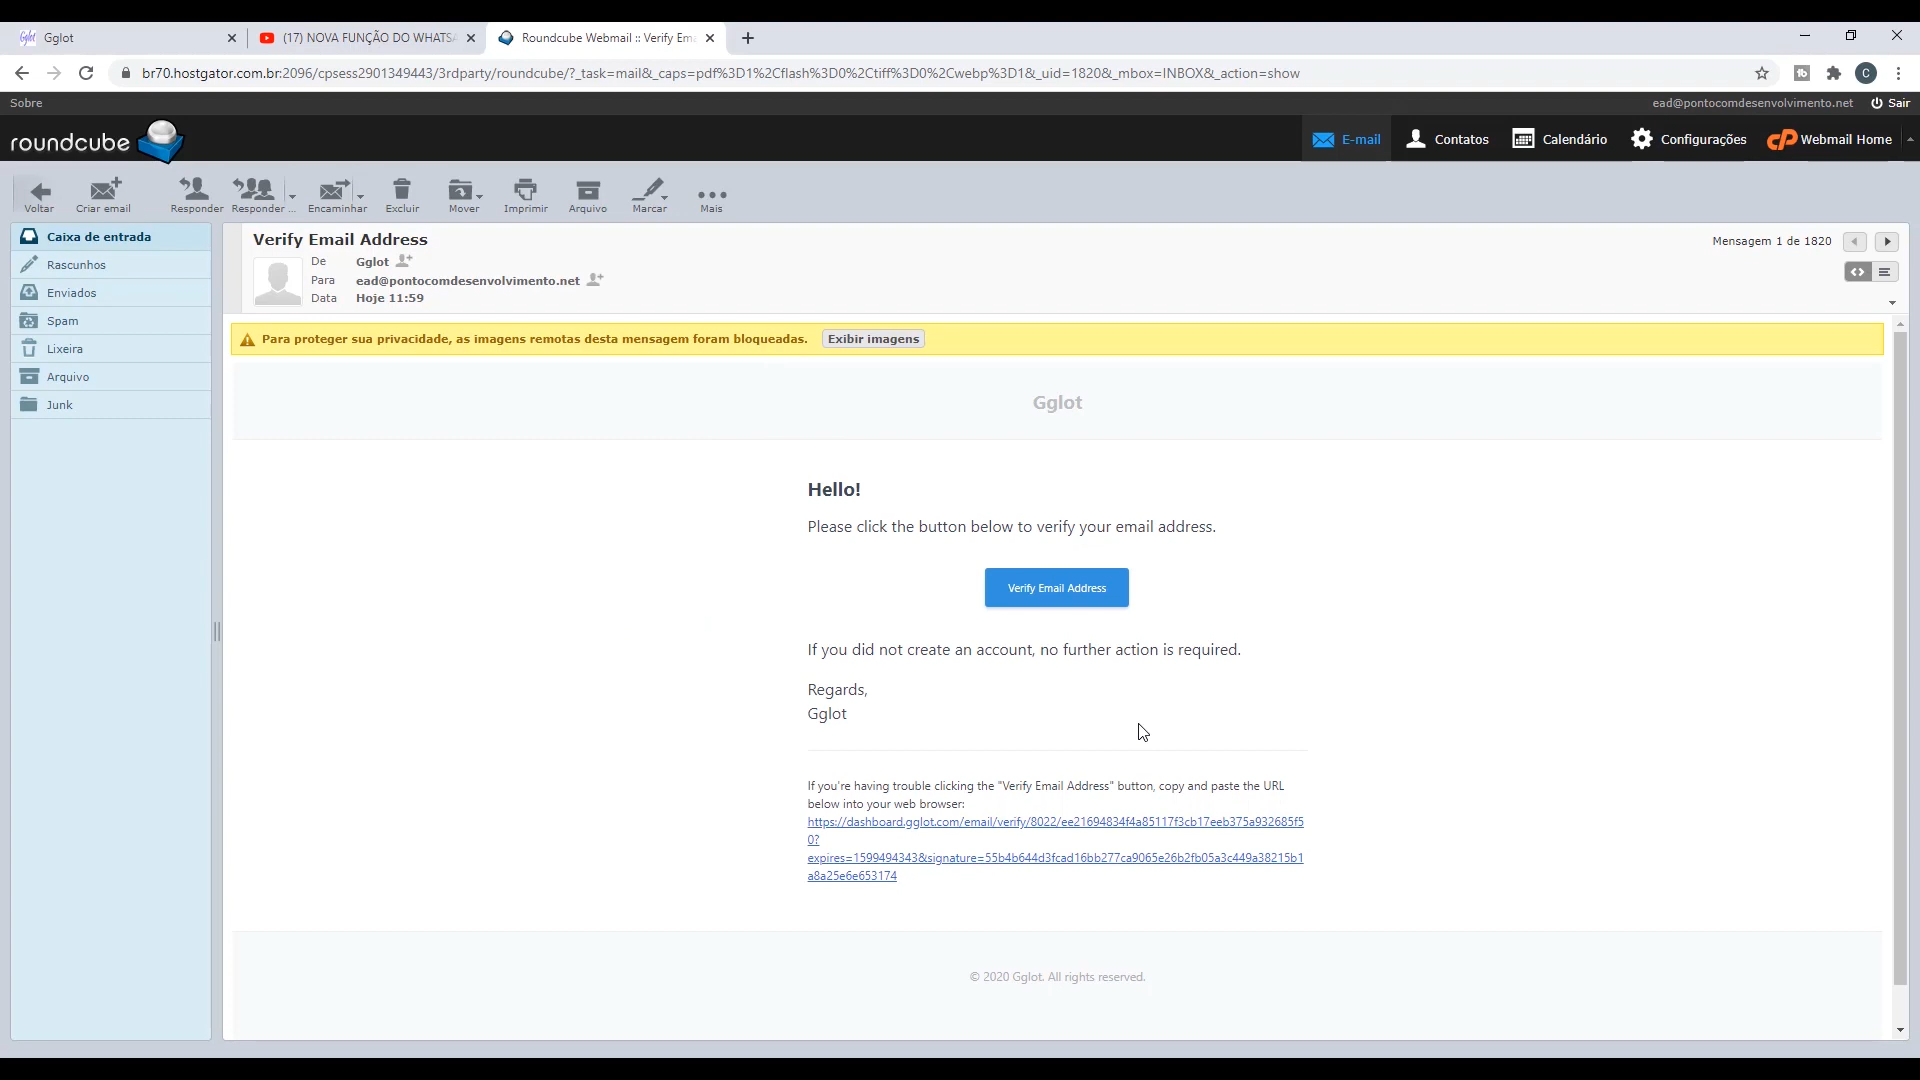 Gglot
(17) NOVA FUNÇÃO DO WHATSA
Roundcube Webmail :: Verify Ema
br70.hostgator.com.br:2096/cpsess2901349443/3rdparty/roundcube/?_task=mail&_caps=pdf%3D1%2Cflash%3D0%2Ctiff%3D0%2Cwebp%3D1&_uid=1820&_mbox=INBOX&_action=show
C
Sobre
ead@pontocomdesenvolvimento.net
Sair
roundcube
E-mail
Contatos
Calendário
Configurações
cP Webmail Home
Voltar
Criar email
Responder
Responder ...
Encaminhar
Excluir
Mover
Imprimir
Arquivo
Marcar
Mais
Caixa de entrada
Rascunhos
Enviados
Spam
Lixeira
Arquivo
Junk
Verify Email Address
Mensagem 1 de 1820
De Gglot
Para ead@pontocomdesenvolvimento.net
Data Hoje 11:59
Para proteger sua privacidade, as imagens remotas desta mensagem foram bloqueadas.
Exibir imagens
Gglot
Hello!
Please click the button below to verify your email address.
Verify Email Address
If you did not create an account, no further action is required.
Regards,
Gglot
If you're having trouble clicking the "Verify Email Address" button, copy and paste the URL
below into your web browser:
https://dashboard.gglot.com/email/verify/8022/ee21694834f4a85117f3cb17eeb375a932685f5
0?
expires=1599494343&signature=55b4b644d3fcad16bb277ca9065e26b2fb05a3c449a38215b1
a8a25e6e653174
© 2020 Gglot. All rights reserved.